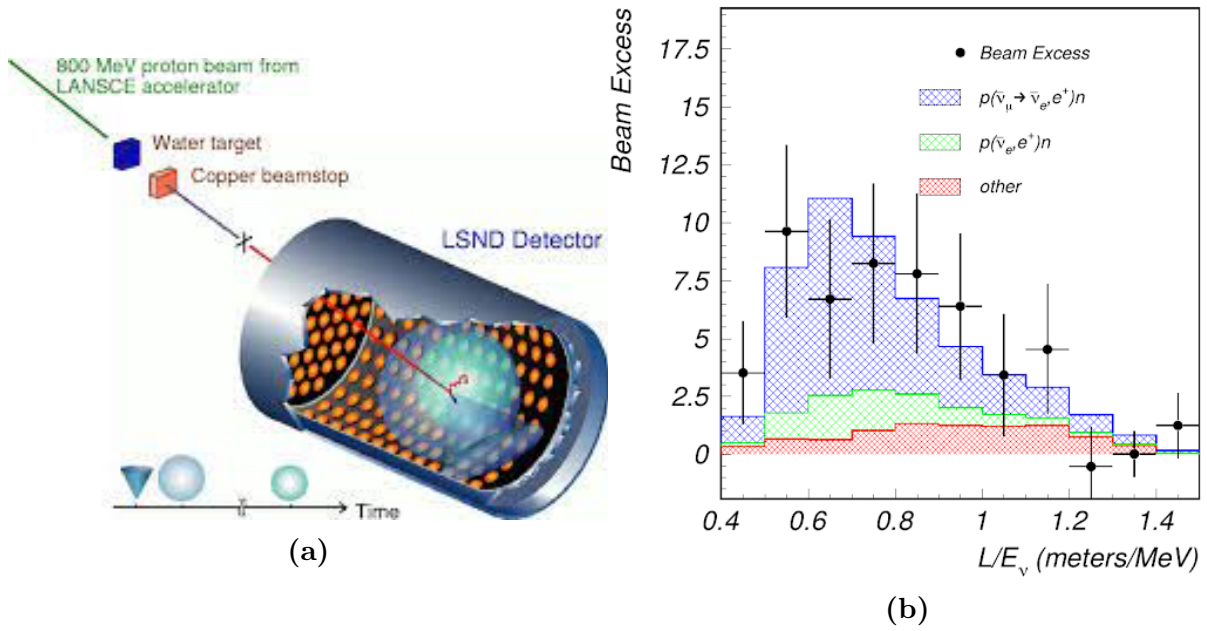 800 MeV proton beam from
LANSCE accelerator
Water target
Copper beamstop
LSND Detector
Time
(a)
Beam Excess
17.5
15
12.5
10
7.5
5
2.5
0
Beam Excess
p(ν̄μ→ ν̄e,e⁺)n
p(ν̄e,e⁺)n
other
0.4 0.6 0.8 1 1.2 1.4
L/Eν (meters/MeV)
(b)